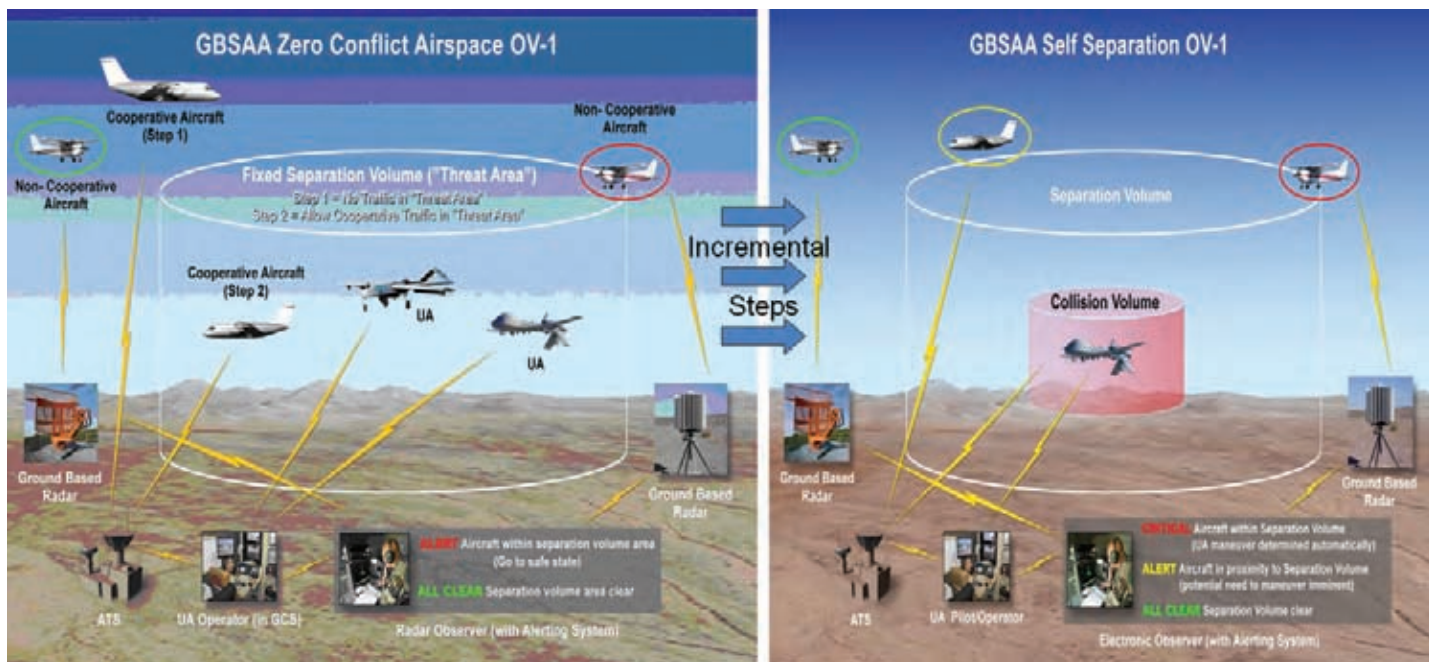 GBSAA Zero Conflict Airspace OV-1
Cooperative Aircraft
(Step 1)
Non- Cooperative
Aircraft
Non- Cooperative
Aircraft
Fixed Separation Volume ("Threat Area")
Step 1 = No Traffic in "Threat Area"
Step 2 = Allow Cooperative Traffic in "Threat Area"
Cooperative Aircraft
(Step 2)
UA
UA
Ground Based
Radar
Ground Based
Radar
ALERT Aircraft within separation volume area
(Go to safe state)
ALL CLEAR Separation volume area clear
ATS
UA Operator (in GCS)
Radar Observer (with Alerting System)
Incremental
Steps
GBSAA Self Separation OV-1
Separation Volume
Collision Volume
Ground Based
Radar
Ground Based
Radar
CRITICAL Aircraft within Separation Volume
(UA maneuver determined automatically)
ALERT Aircraft in proximity to Separation Volume
(potential need to maneuver imminent)
ALL CLEAR Separation Volume clear
ATS
UA Pilot/Operator
Electronic Observer (with Alerting System)